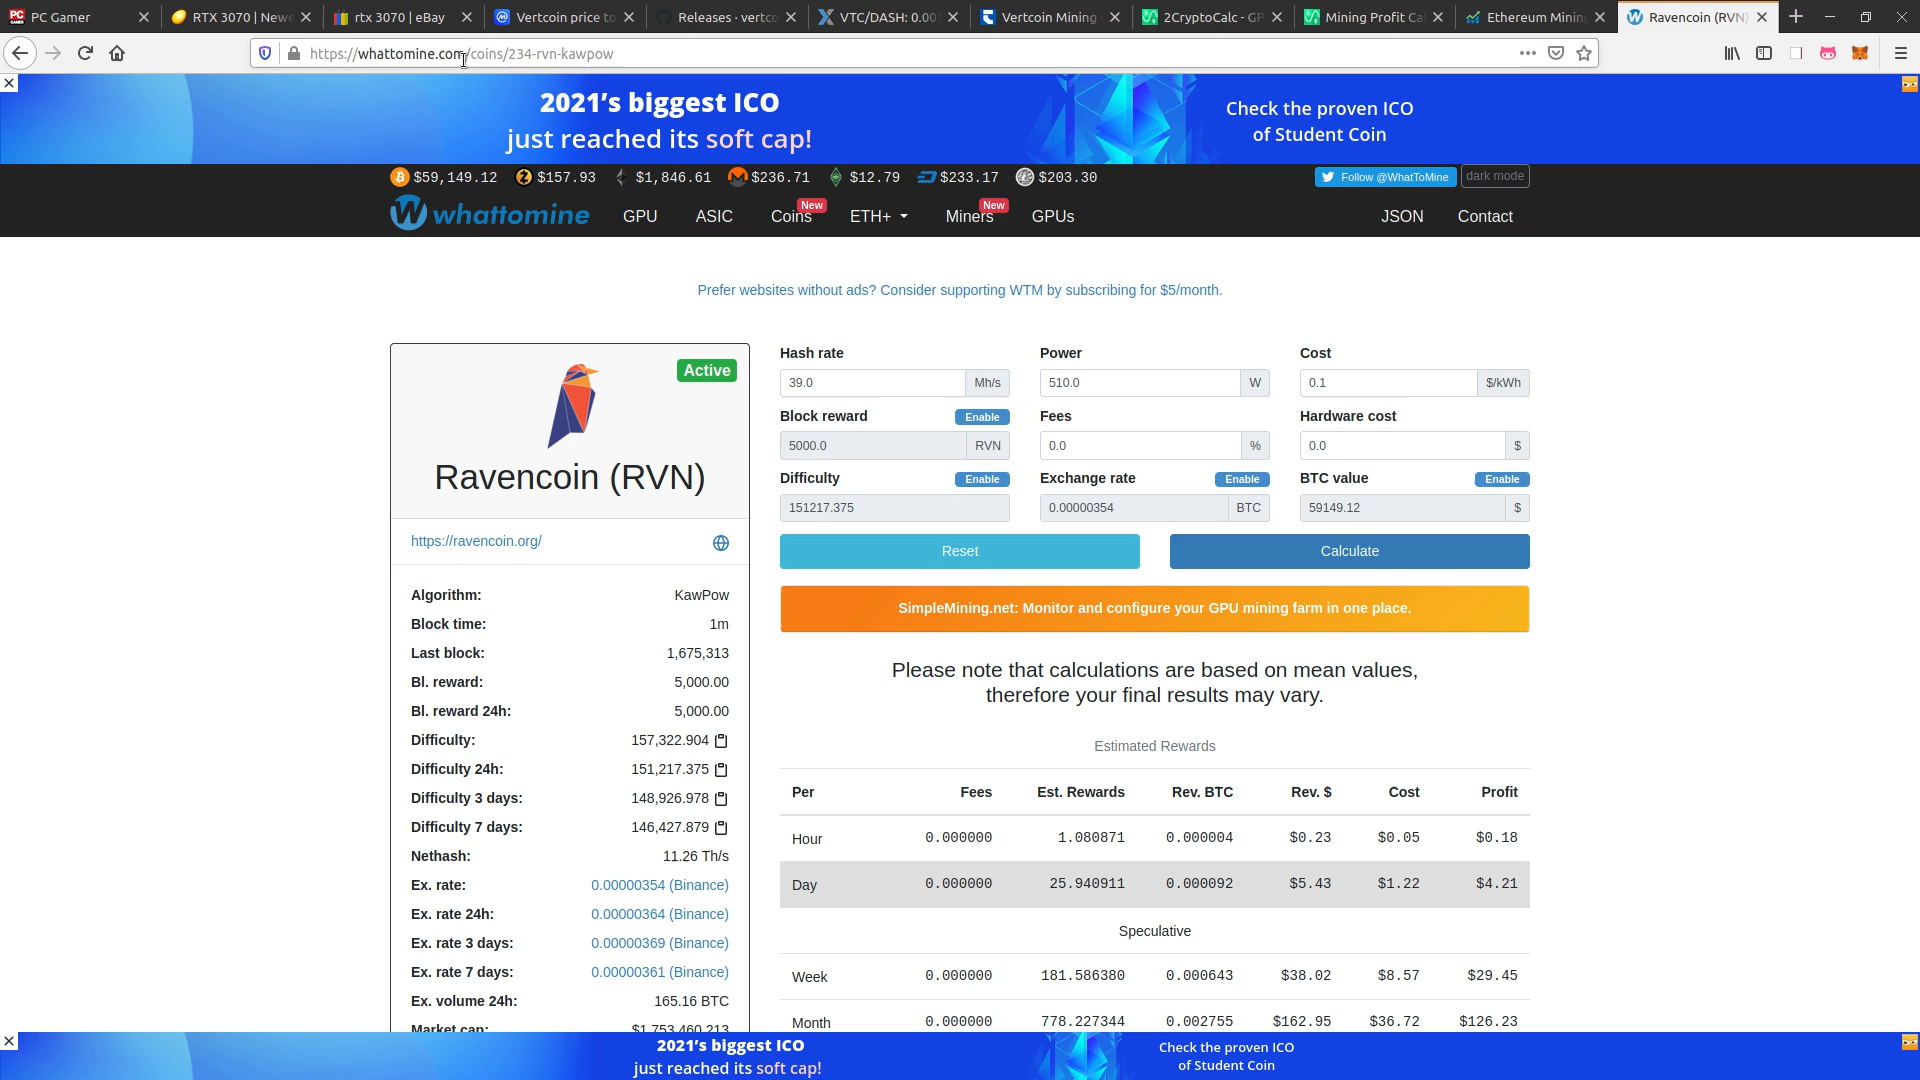 PC Gamer
RTX 3070 | Newe
rtx 3070 | eBay
Vertcoin price to
Releases · vertco
VTC/DASH: 0.00
Vertcoin Mining
2CryptoCalc - GP
Mining Profit Ca
Ethereum Mining
Ravencoin (RVN)
https://whattomine.com/coins/234-rvn-kawpow
2021's biggest ICO
just reached its soft cap!
Check the proven ICO
of Student Coin
$59,149.12 $157.93 $1,846.61 $236.71 $12.79 $233.17 $203.30
Follow @WhatToMine dark mode
whattomine GPU ASIC Coins New ETH+ Miners New GPUs JSON Contact
Prefer websites without ads? Consider supporting WTM by subscribing for $5/month.
Active
Ravencoin (RVN)
https://ravencoin.org/
Algorithm: KawPow
Block time: 1m
Last block: 1,675,313
Bl. reward: 5,000.00
Bl. reward 24h: 5,000.00
Difficulty: 157,322.904
Difficulty 24h: 151,217.375
Difficulty 3 days: 148,926.978
Difficulty 7 days: 146,427.879
Nethash: 11.26 Th/s
Ex. rate: 0.00000354 (Binance)
Ex. rate 24h: 0.00000364 (Binance)
Ex. rate 3 days: 0.00000369 (Binance)
Ex. rate 7 days: 0.00000361 (Binance)
Ex. volume 24h: 165.16 BTC
Market cap: $1,753,460,213
Hash rate Power Cost
39.0 Mh/s 510.0 W 0.1 $/kWh
Block reward Enable Fees Hardware cost
5000.0 RVN 0.0 % 0.0 $
Difficulty Enable Exchange rate Enable BTC value Enable
151217.375 0.00000354 BTC 59149.12 $
Reset Calculate
SimpleMining.net: Monitor and configure your GPU mining farm in one place.
Please note that calculations are based on mean values,
therefore your final results may vary.
Estimated Rewards
Per Fees Est. Rewards Rev. BTC Rev. $ Cost Profit
Hour 0.000000 1.080871 0.000004 $0.23 $0.05 $0.18
Day 0.000000 25.940911 0.000092 $5.43 $1.22 $4.21
Speculative
Week 0.000000 181.586380 0.000643 $38.02 $8.57 $29.45
Month 0.000000 778.227344 0.002755 $162.95 $36.72 $126.23
2021's biggest ICO
just reached its soft cap!
Check the proven ICO
of Student Coin